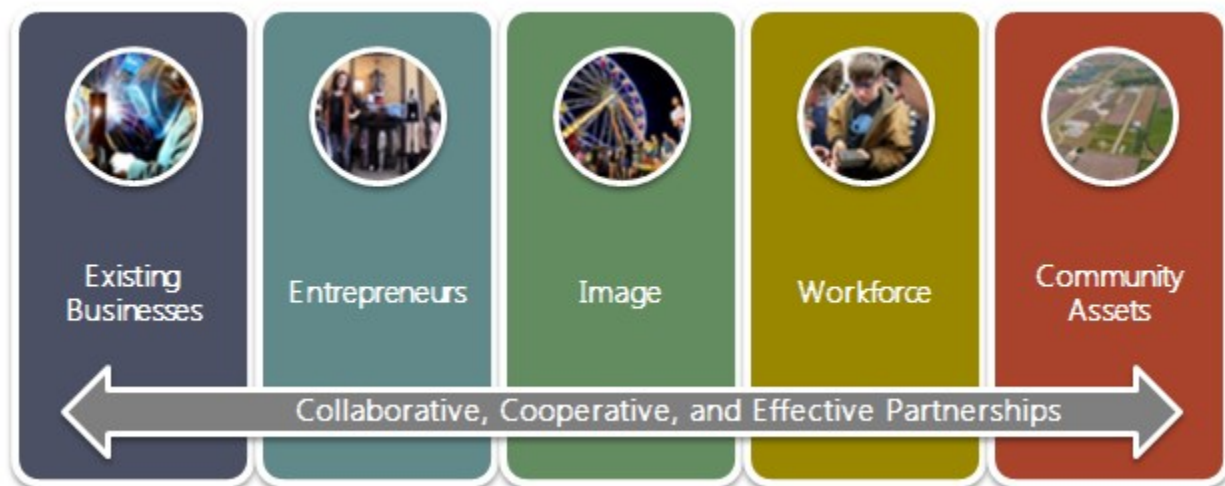 Existing
Businesses
Entrepreneurs
Image
Workforce
Community
Assets
Collaborative, Cooperative, and Effective Partnerships